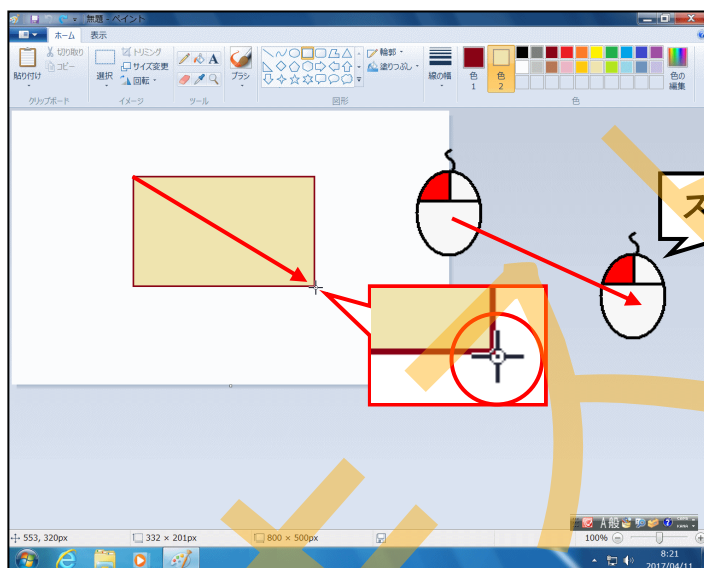 無題 - ペイント
ホーム 表示
貼り付け
切り取り
コピー
クリップボード
選択
トリミング
サイズ変更
回転
イメージ
A
ツール
ブラシ
図形
輪郭
塗りつぶし
線の幅
色
1
色
2
色の
編集
色
ス
A 般
553, 320px 332 × 201px 800 × 500px 100%
8:21
2017/04/11